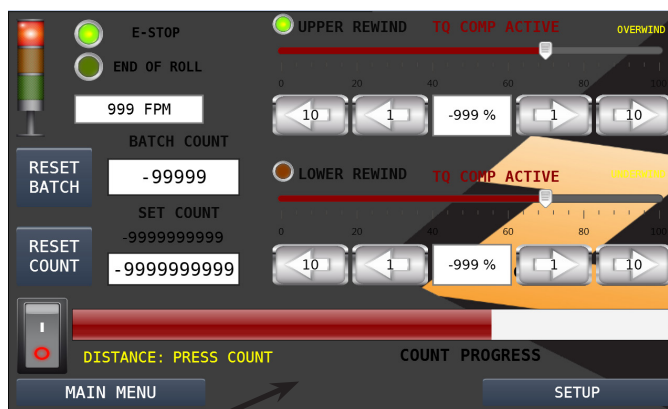 E-STOP
END OF ROLL
999 FPM
BATCH COUNT
RESET BATCH
-99999
SET COUNT
-9999999999
RESET COUNT
-9999999999
UPPER REWIND TQ COMP ACTIVE OVERWIND
0 20 40 60 80 100
10 1 -999 % 1 10
LOWER REWIND TQ COMP ACTIVE UNDERWIND
0 20 40 60 80 100
10 1 -999 % 1 10
DISTANCE: PRESS COUNT COUNT PROGRESS
MAIN MENU SETUP